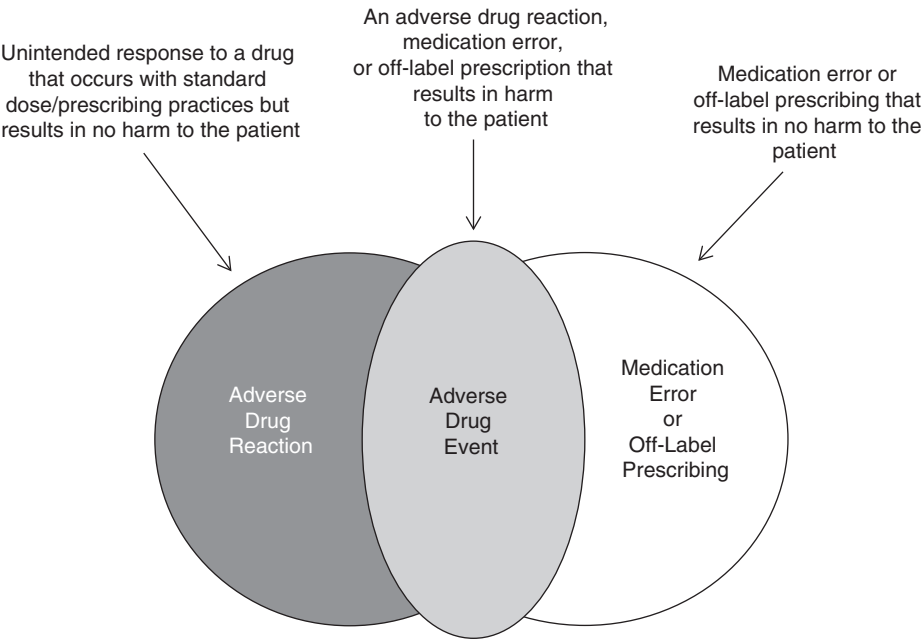 Unintended response to a drug
that occurs with standard
dose/prescribing practices but
results in no harm to the patient
An adverse drug reaction,
medication error,
or off-label prescription that
results in harm
to the patient
Medication error or
off-label prescribing that
results in no harm to the
patient
Adverse
Drug
Reaction
Adverse
Drug
Event
Medication
Error
or
Off-Label
Prescribing